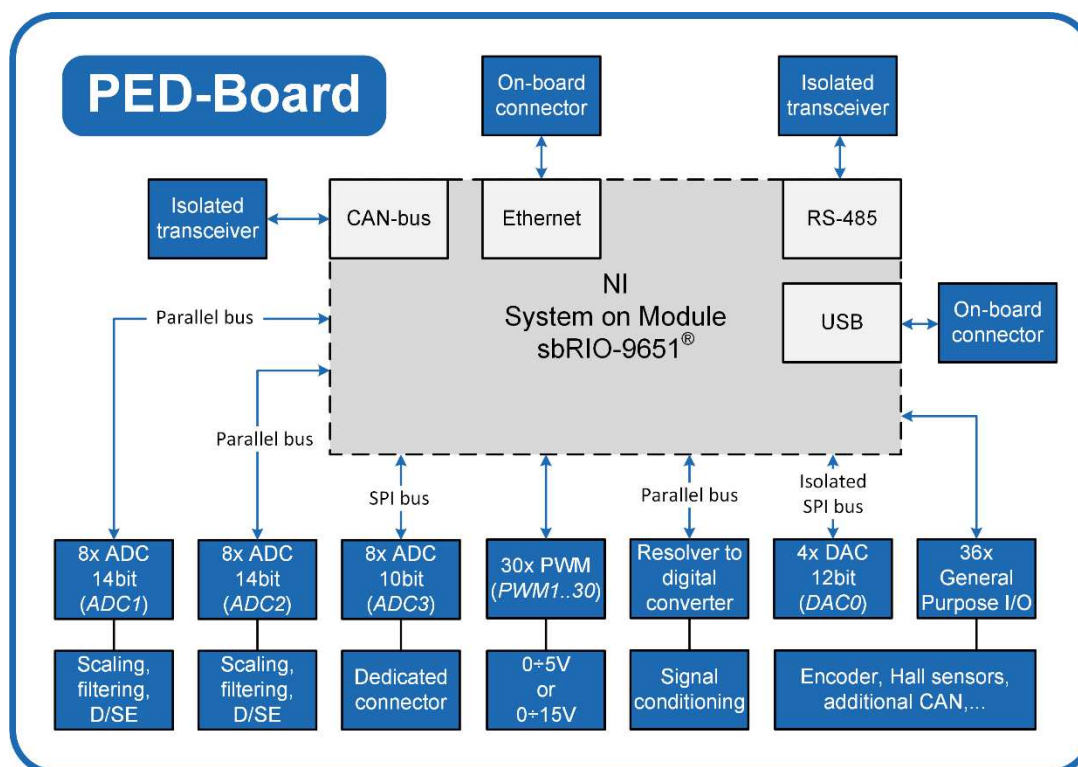 PED-Board
On-board
connector
Isolated
transceiver
Isolated
transceiver
CAN-bus
Ethernet
RS-485
NI
System on Module
sbRIO-9651®
USB
On-board
connector
Parallel bus
Parallel bus
SPI bus
Parallel bus
Isolated
SPI bus
8x ADC
14bit
(ADC1)
8x ADC
14bit
(ADC2)
8x ADC
10bit
(ADC3)
30x PWM
(PWM1..30)
Resolver to
digital
converter
4x DAC
12bit
(DAC0)
36x
General
Purpose I/O
Scaling,
filtering,
D/SE
Scaling,
filtering,
D/SE
Dedicated
connector
0÷5V
or
0÷15V
Signal
conditioning
Encoder, Hall sensors,
additional CAN,...